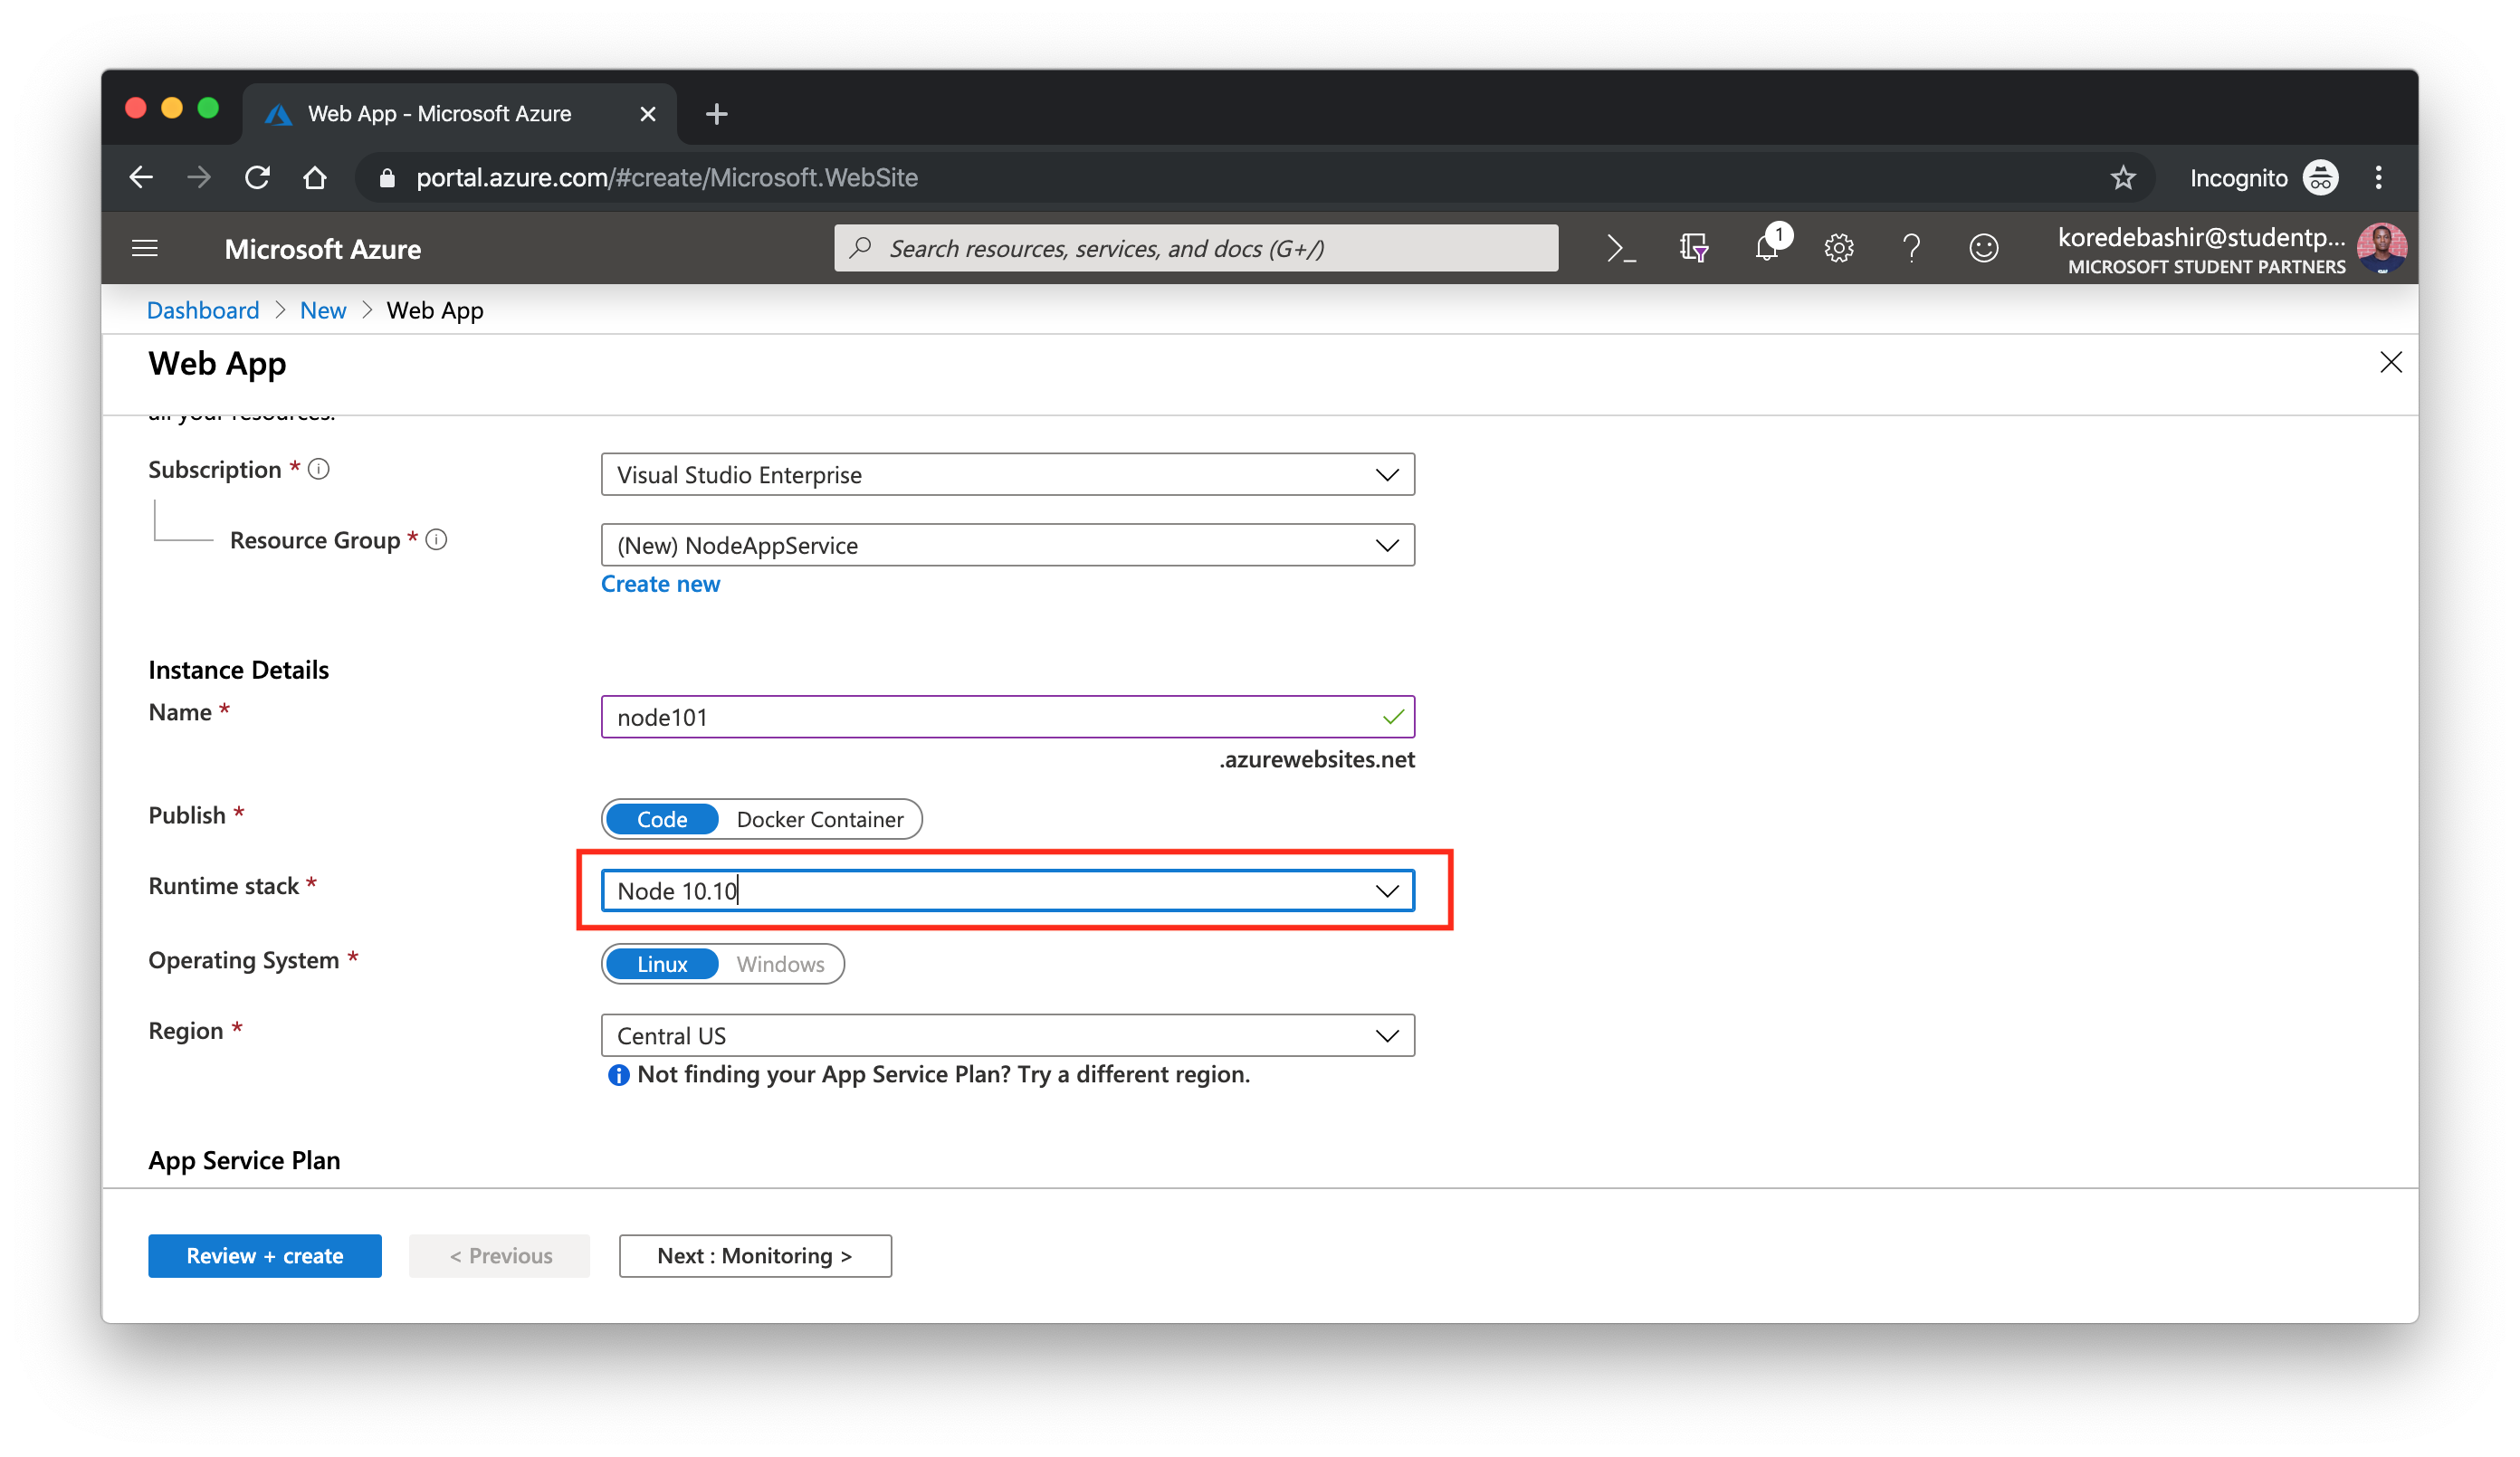 Web App - Microsoft Azure
portal.azure.com/#create/Microsoft.WebSite
Incognito
Microsoft Azure
Search resources, services, and docs (G+/)
1
koredebashir@studentp...
MICROSOFT STUDENT PARTNERS
Dashboard > New > Web App
Web App
all your resources.
Subscription *
Visual Studio Enterprise
Resource Group *
(New) NodeAppService
Create new
Instance Details
Name *
node101
.azurewebsites.net
Publish *
Code Docker Container
Runtime stack *
Node 10.10
Operating System *
Linux Windows
Region *
Central US
Not finding your App Service Plan? Try a different region.
App Service Plan
Review + create
< Previous
Next : Monitoring >